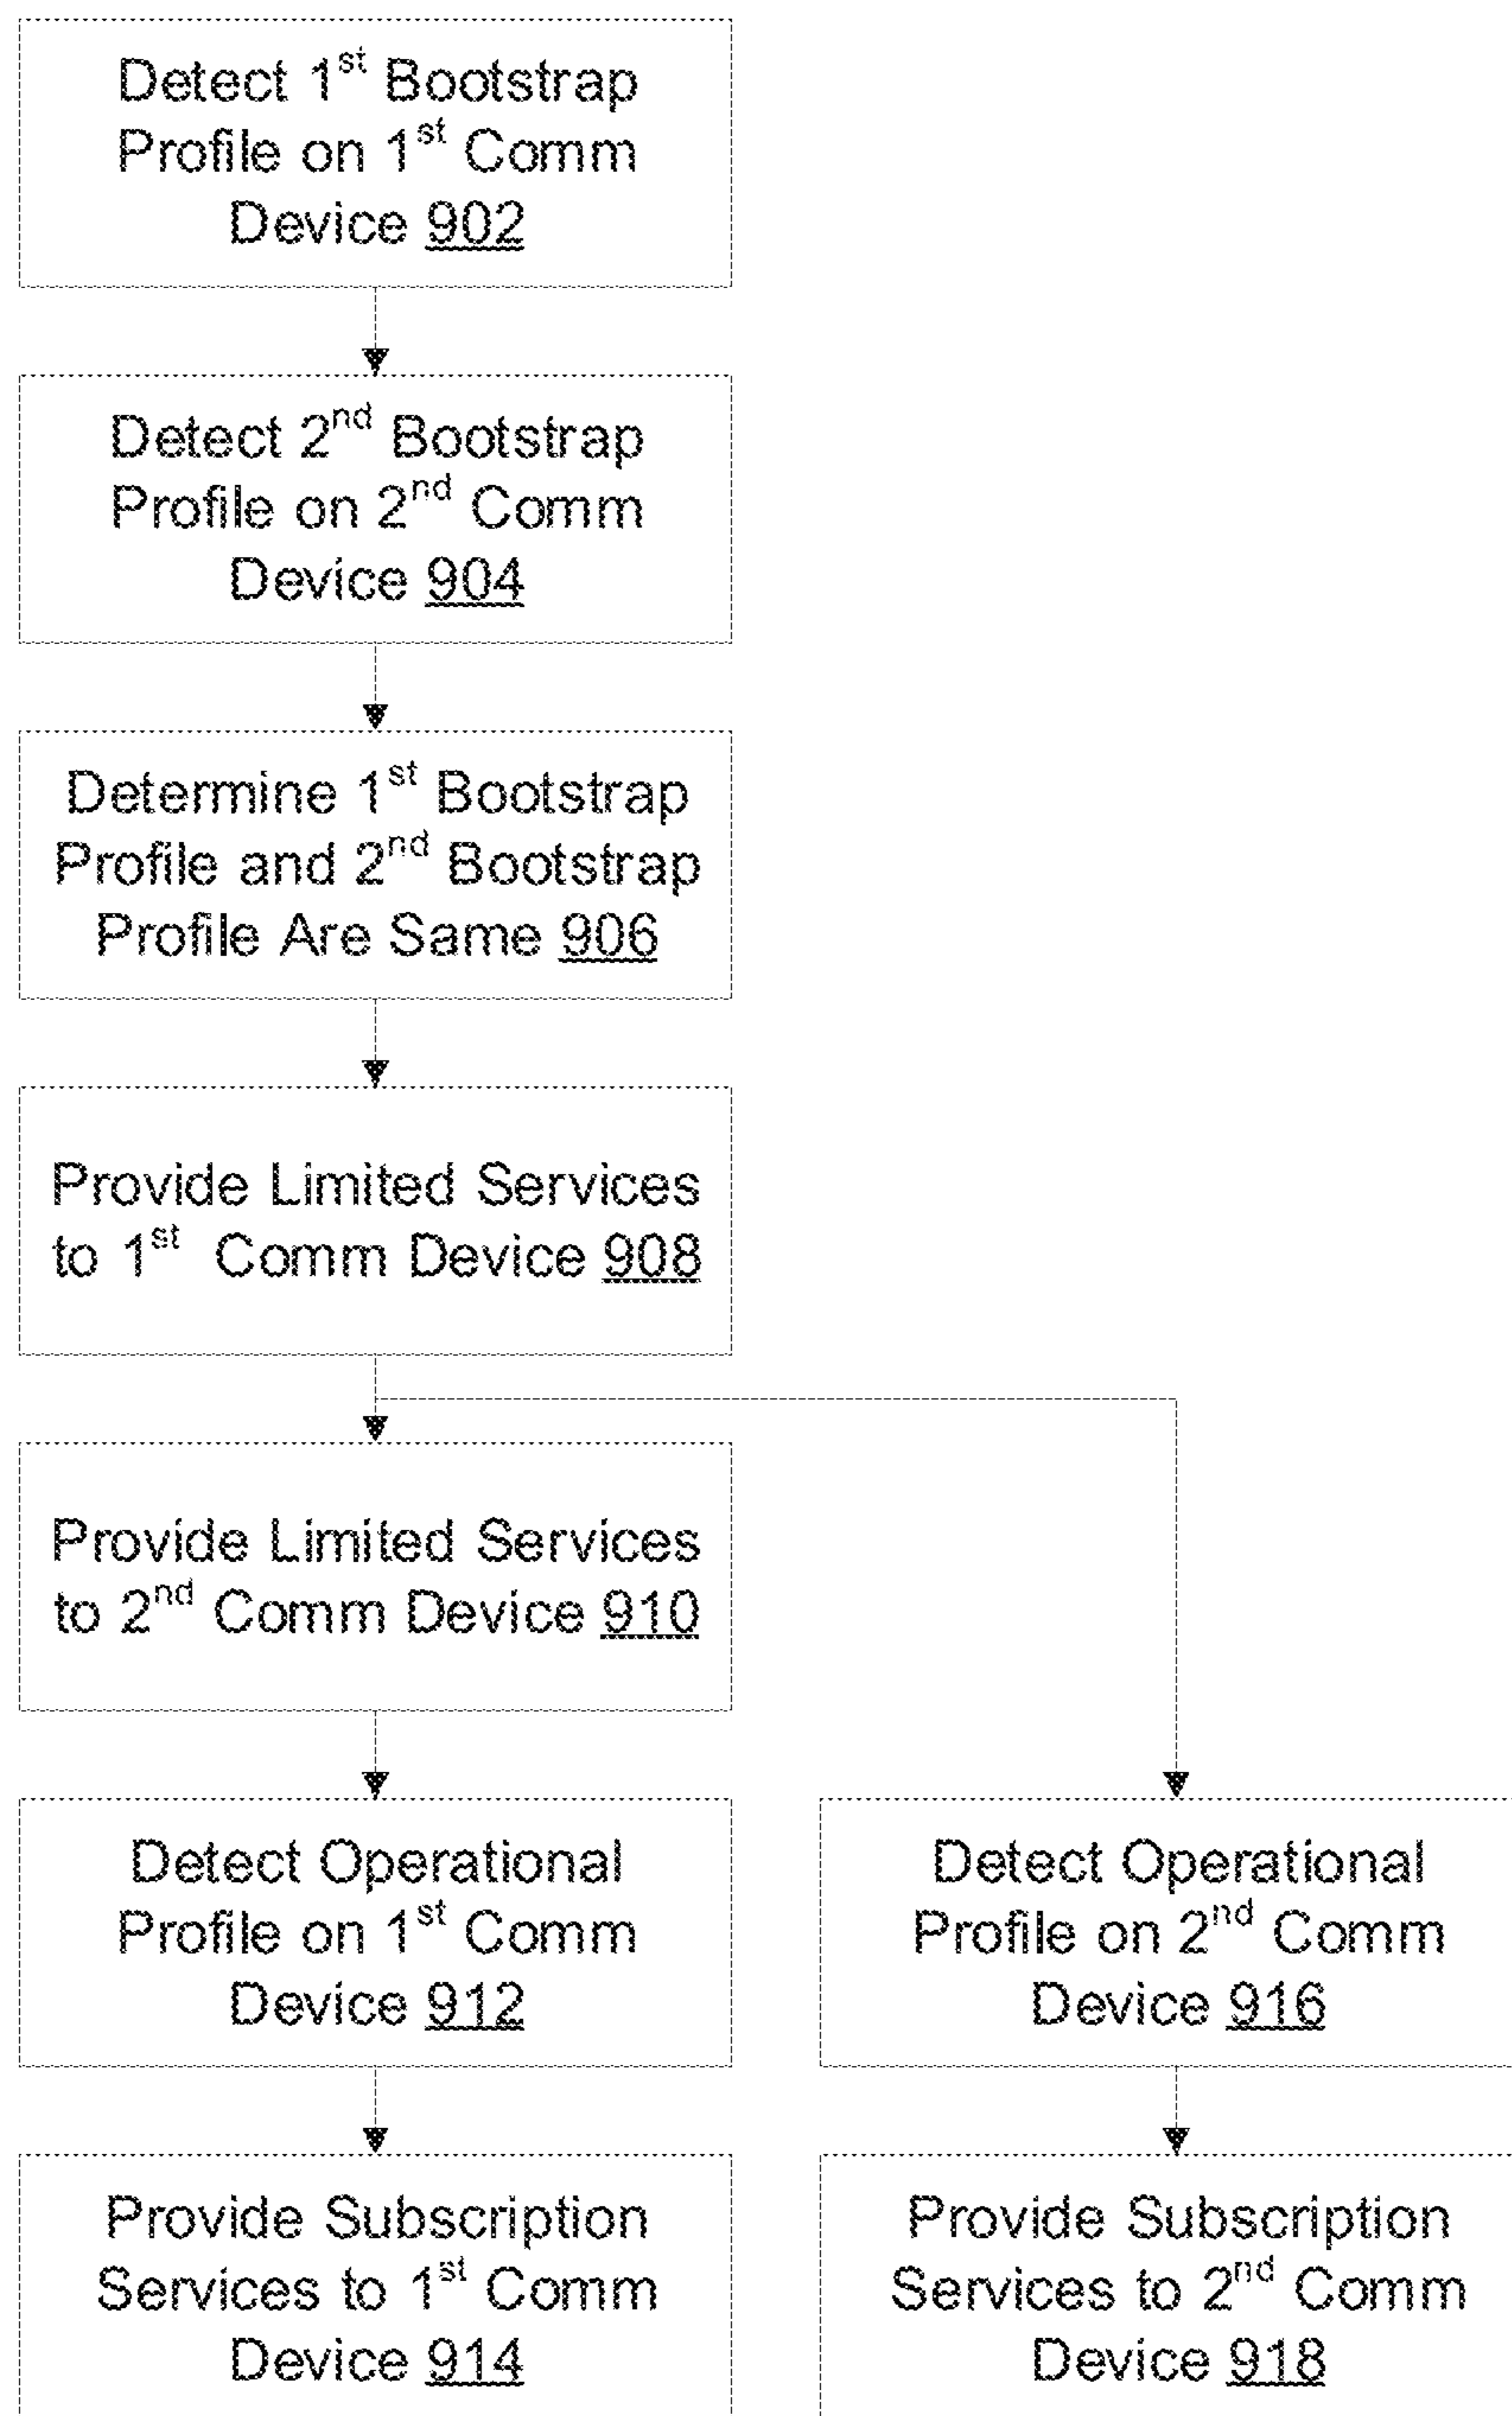 Detect 1st Bootstrap
Profile on 1st Comm
Device 902
Detect 2nd Bootstrap
Profile on 2nd Comm
Device 904
Determine 1st Bootstrap
Profile and 2nd Bootstrap
Profile Are Same 906
Provide Limited Services
to 1st Comm Device 908
Provide Limited Services
to 2nd Comm Device 910
Detect Operational
Profile on 1st Comm
Device 912
Detect Operational
Profile on 2nd Comm
Device 916
Provide Subscription
Services to 1st Comm
Device 914
Provide Subscription
Services to 2nd Comm
Device 918